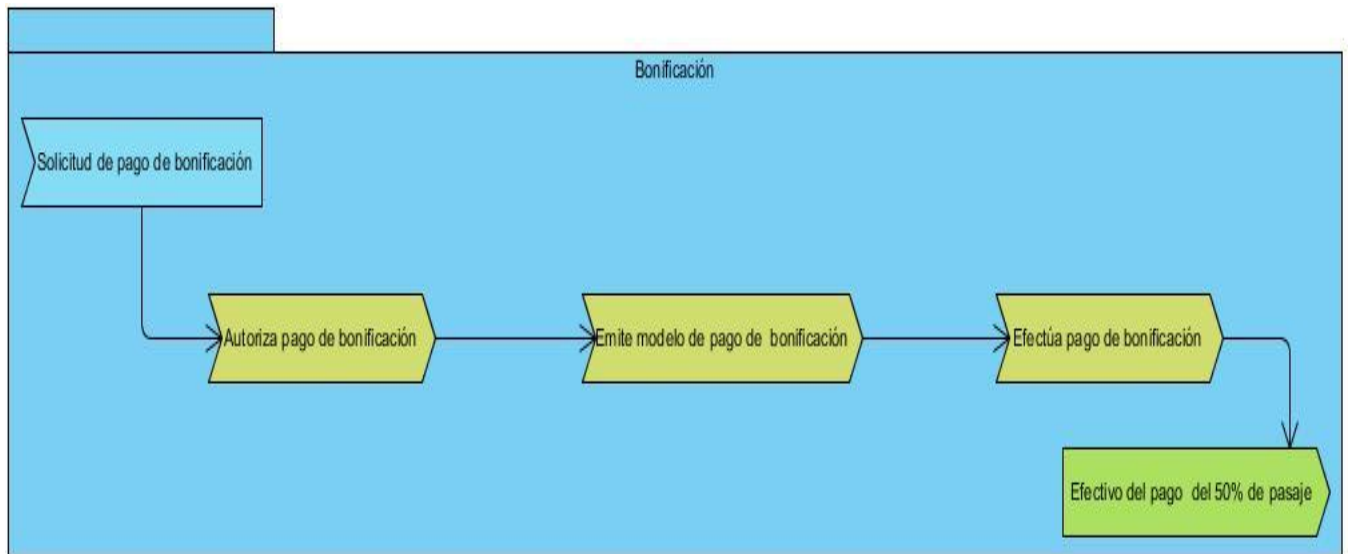 Bonificación
Solicitud de pago de bonificación
Autoriza pago de bonificación
Emite modelo de pago de bonificación
Efectúa pago de bonificación
Efectivo del pago del 50% de pasaje